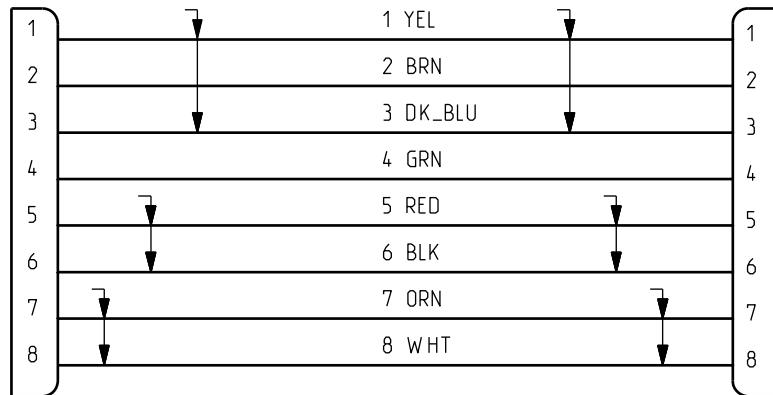 1 1 YEL 1
2 2 BRN 2
3 3 DK_BLU 3
4 4 GRN 4
5 5 RED 5
6 6 BLK 6
7 7 ORN 7
8 8 WHT 8